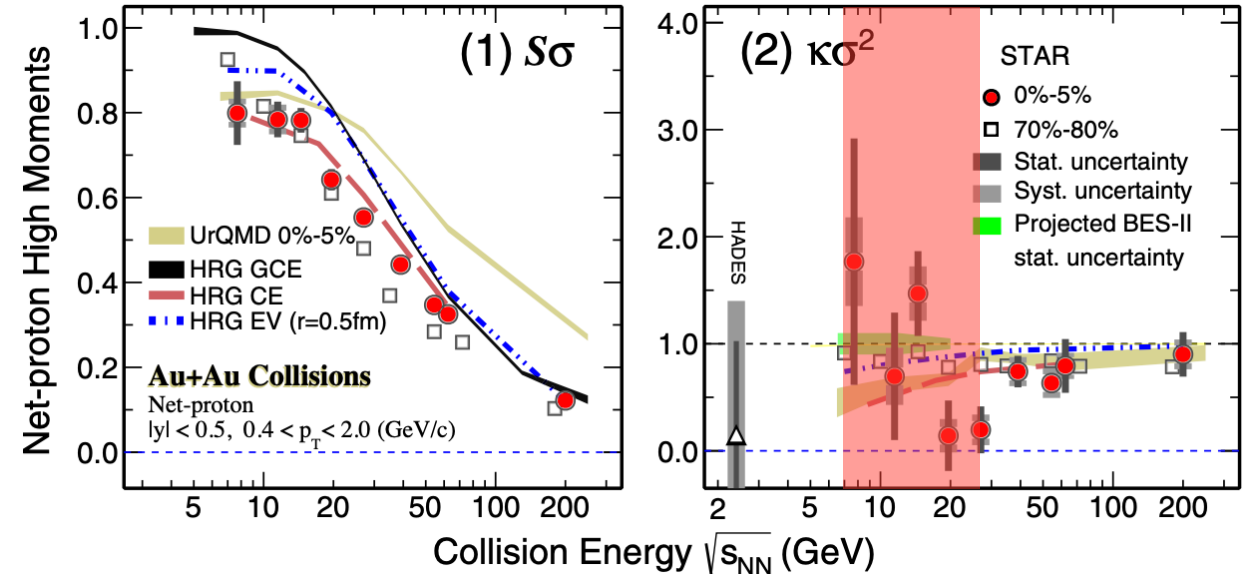 Net-proton High Moments
1.0
0.8
0.6
0.4
0.2
0.0
(1) Sσ
UrQMD 0%-5%
HRG GCE
HRG CE
HRG EV (r=0.5fm)
Au+Au Collisions
Net-proton
|y| < 0.5, 0.4 < p_T < 2.0 (GeV/c)
5 10 20 50 100 200
4.0
3.0
2.0
1.0
0.0
(2) κσ²
STAR
0%-5%
70%-80%
Stat. uncertainty
Syst. uncertainty
Projected BES-II
stat. uncertainty
HADES
2 5 10 20 50 100 200
Collision Energy √s_NN (GeV)